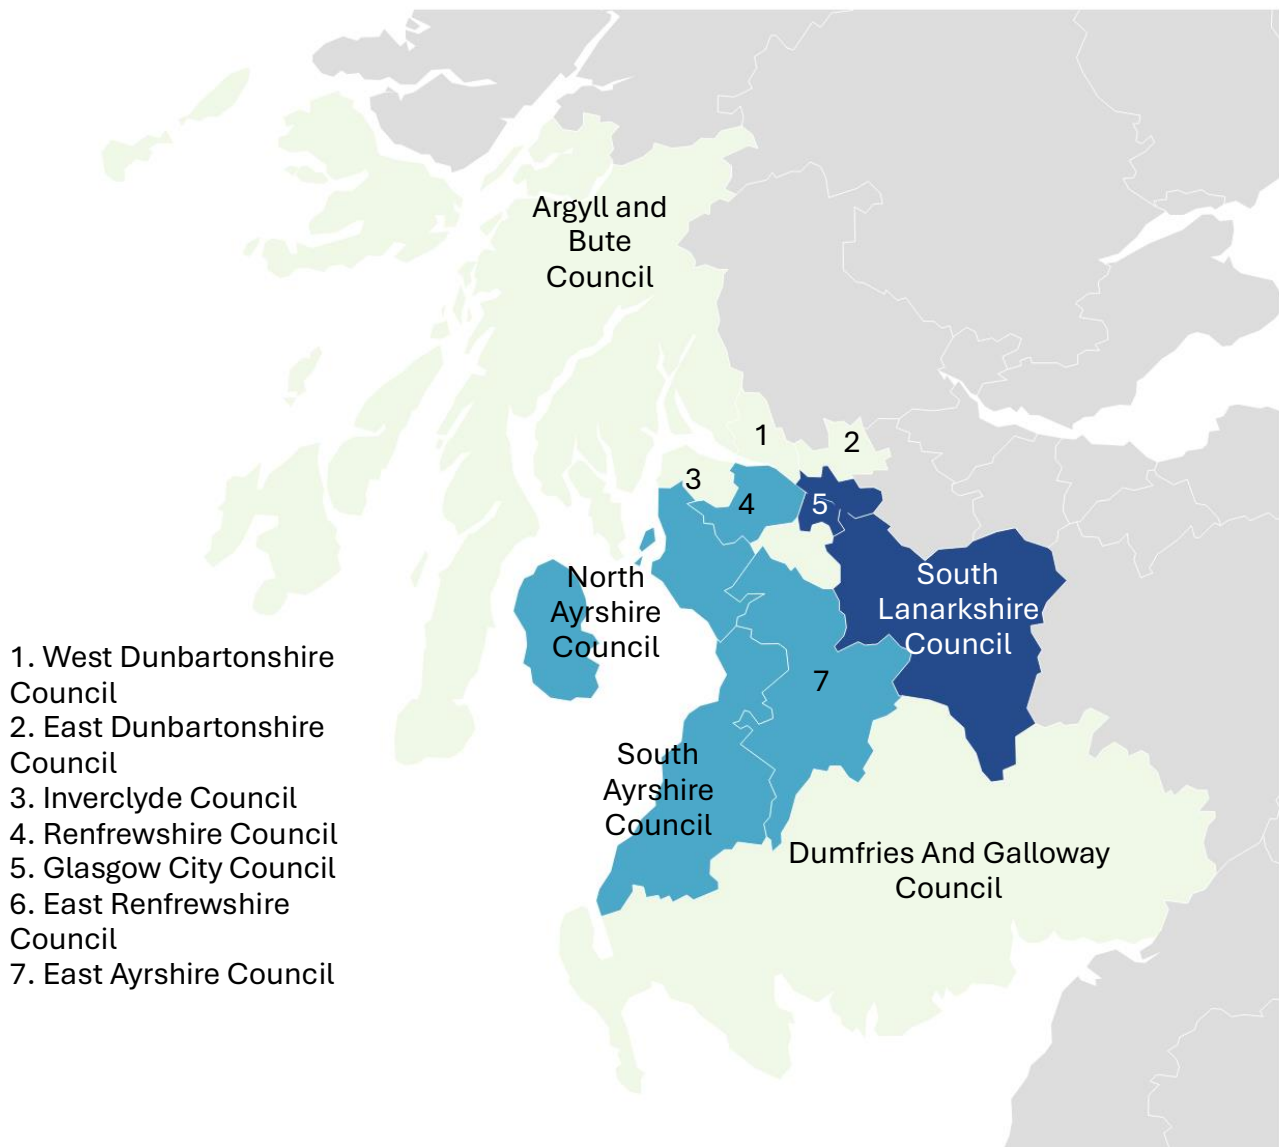 Argyll and
Bute
Council
1
2
3
4
5
North
Ayrshire
Council
South
Lanarkshire
Council
7
South
Ayrshire
Council
Dumfries And Galloway
Council
1. West Dunbartonshire
Council
2. East Dunbartonshire
Council
3. Inverclyde Council
4. Renfrewshire Council
5. Glasgow City Council
6. East Renfrewshire
Council
7. East Ayrshire Council